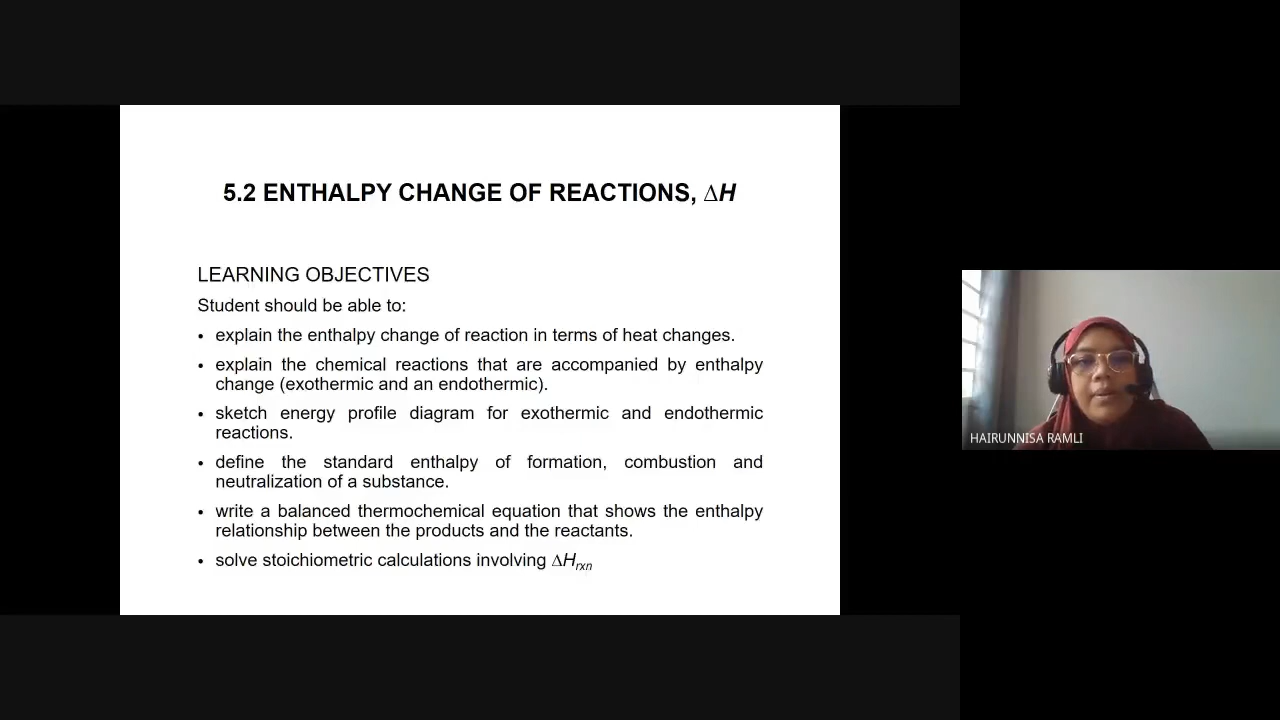 5.2 ENTHALPY CHANGE OF REACTIONS, ∆H
LEARNING OBJECTIVES
Student should be able to:
• explain the enthalpy change of reaction in terms of heat changes.
• explain the chemical reactions that are accompanied by enthalpy
change (exothermic and an endothermic).
• sketch energy profile diagram for exothermic and endothermic
reactions.
• define the standard enthalpy of formation, combustion and
neutralization of a substance.
• write a balanced thermochemical equation that shows the enthalpy
relationship between the products and the reactants.
• solve stoichiometric calculations involving ∆Hrxn
HAIRUNNISA RAMLI